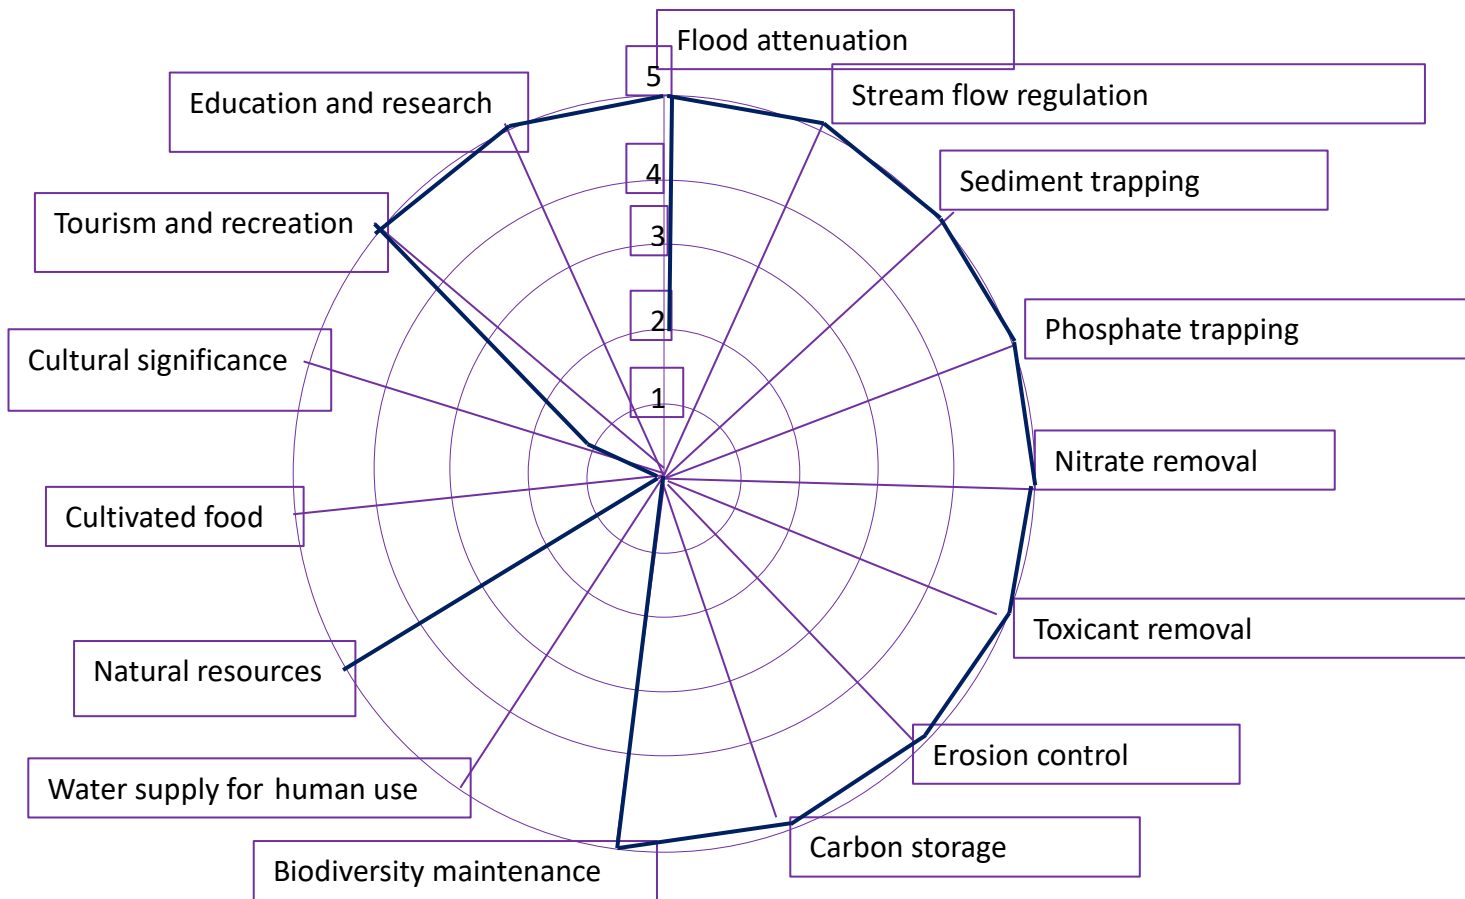 Flood attenuation
5
Education and research
Stream flow regulation
4
Sediment trapping
Tourism and recreation
3
2
Phosphate trapping
Cultural significance
1
Nitrate removal
Cultivated food
Toxicant removal
Natural resources
Erosion control
Water supply for human use
Carbon storage
Biodiversity maintenance